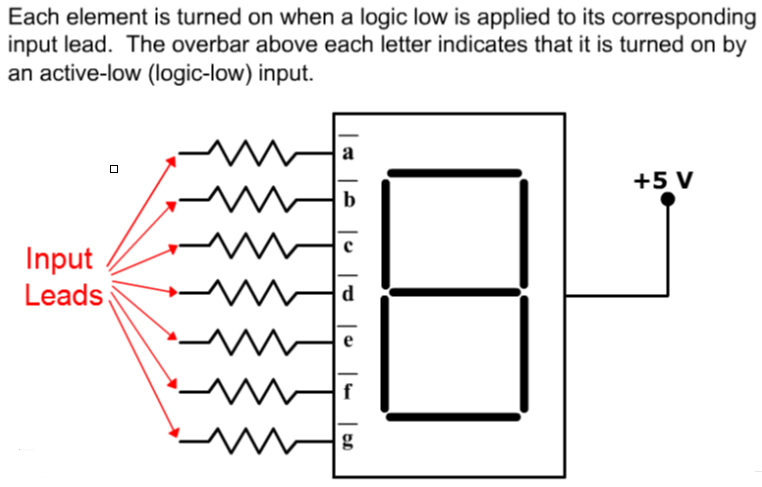 Each element is turned on when a logic low is applied to its corresponding
input lead.  The overbar above each letter indicates that it is turned on by
an active-low (logic-low) input.
a
+5 V
b
c
Input
Leads
d
e
f
g